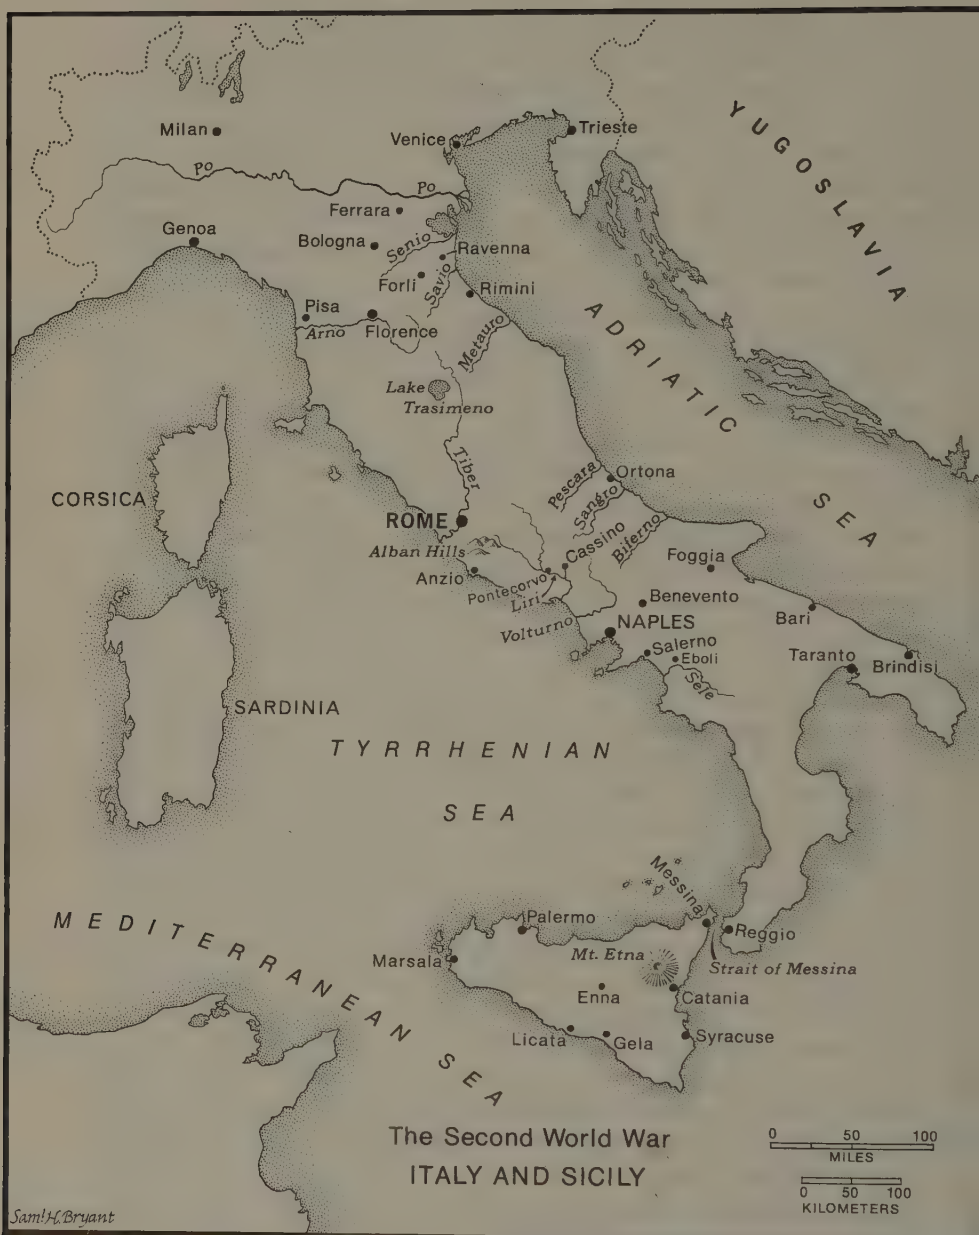 YUGOSLAVIA
Milan
Venice
Trieste
Po
Po
Ferrara
Genoa
Bologna
Senio
Ravenna
Forli
Savio
Rimini
Pisa
Arno
Florence
Metauro
ADRIATIC
SEA
Lake
Trasimeno
Tiber
CORSICA
Pescara
Ortona
Sangro
ROME
Alban Hills
Cassino
Biferno
Foggia
Anzio
Pontecorvo
Liri
Benevento
Bari
Volturno
NAPLES
Salerno
Eboli
Taranto
Brindisi
Sele
SARDINIA
TYRRHENIAN
SEA
Messina
MEDITERRANEAN SEA
Palermo
Reggio
Marsala
Mt. Etna
Strait of Messina
Enna
Catania
Licata
Gela
Syracuse
The Second World War
ITALY AND SICILY
0 50 100
MILES
0 50 100
KILOMETERS
Saml. H. Bryant